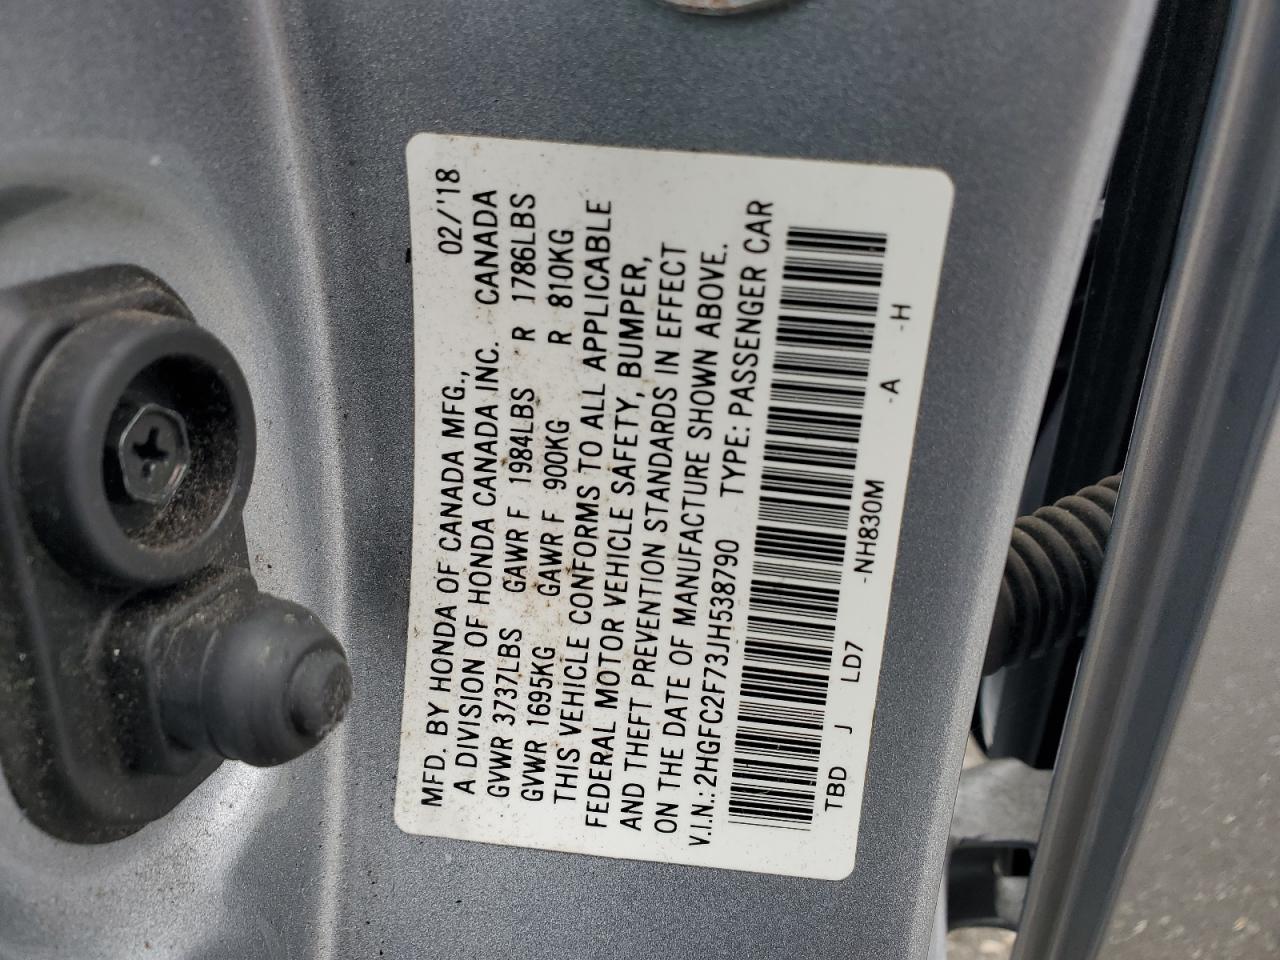 MFD. BY HONDA OF CANADA MFG., 02/'18
A DIVISION OF HONDA CANADA INC. CANADA
GVWR 3737LBS GAWR F 1984LBS R 1786LBS
GVWR 1695KG GAWR F 900KG R 810KG
THIS VEHICLE CONFORMS TO ALL APPLICABLE
FEDERAL MOTOR VEHICLE SAFETY, BUMPER,
AND THEFT PREVENTION STANDARDS IN EFFECT
ON THE DATE OF MANUFACTURE SHOWN ABOVE.
V.I.N.:2HGFC2F73JH538790 TYPE:PASSENGER CAR
TBD J LD7 -NH830M -A -H